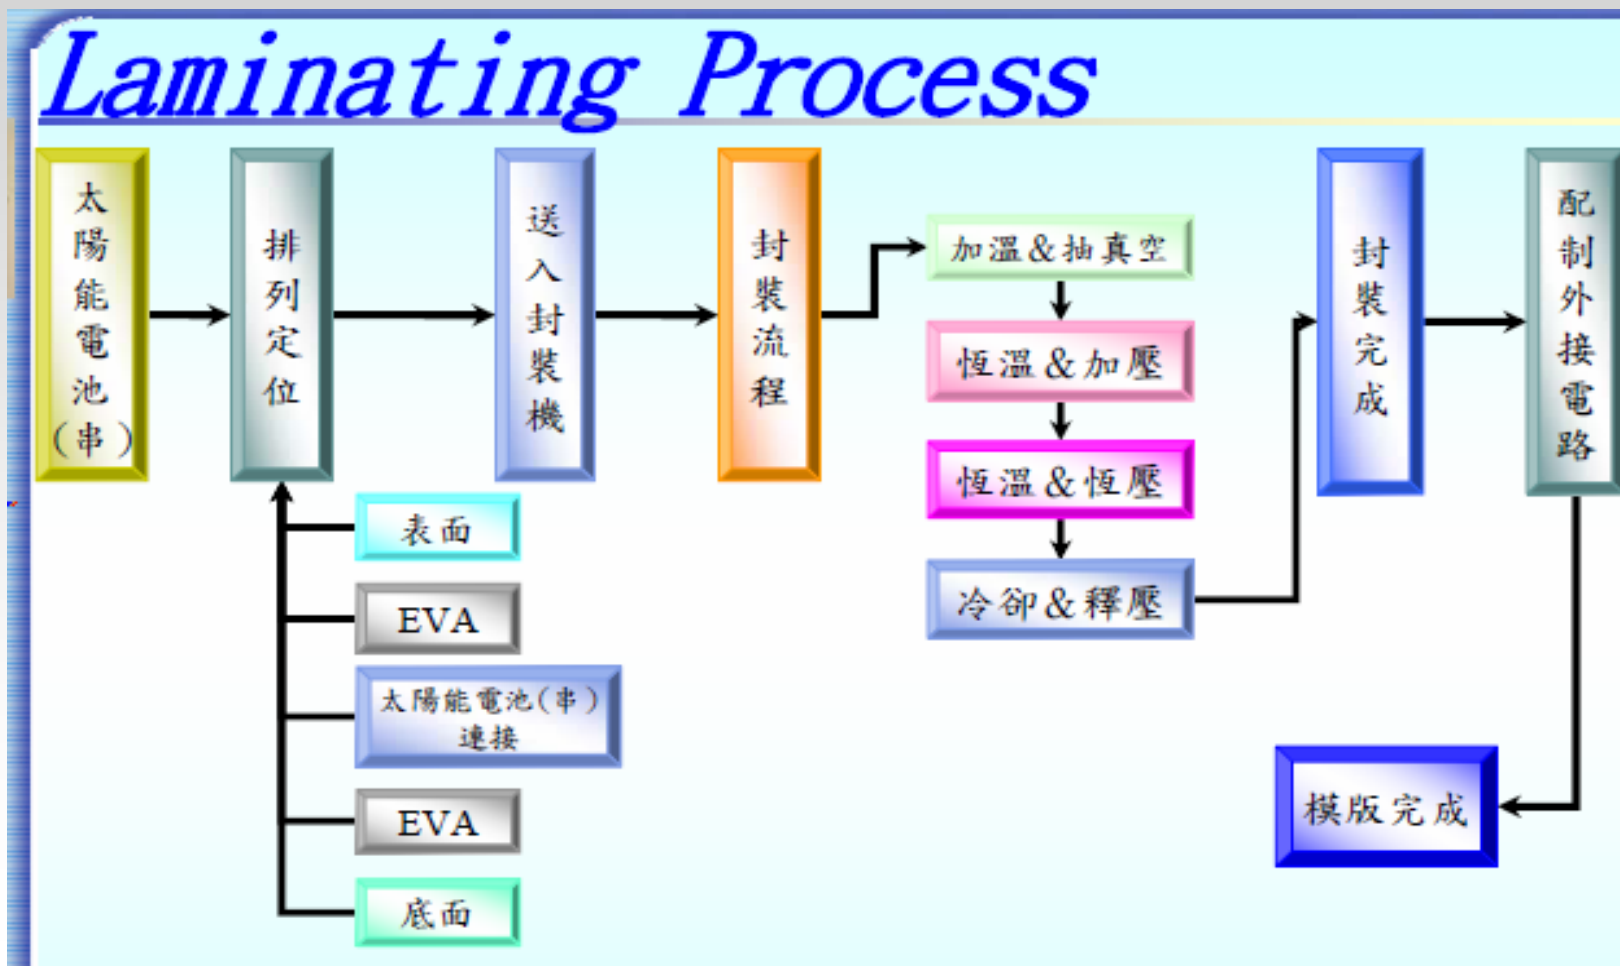 Laminating Process
太陽能電池(串)
排列定位
送入封裝機
封裝流程
加溫&抽真空
恆溫&加壓
恆溫&恆壓
冷卻&釋壓
封裝完成
配制外接電路
表面
EVA
太陽能電池(串)
連接
EVA
底面
模版完成